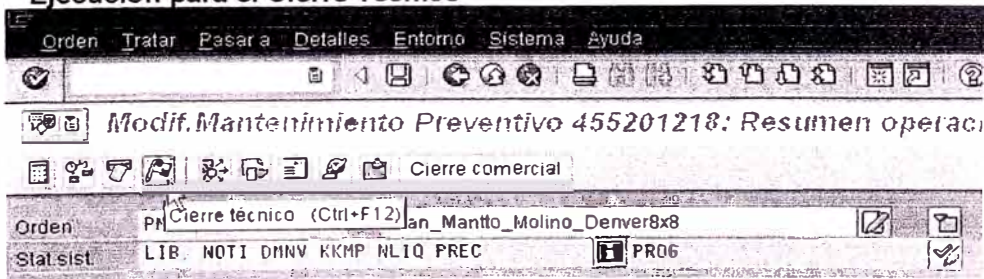 Ejecución para el Cierre Técnico
Orden Tratar Pasar a Detalles Entorno Sistema Ayuda
Modif.Mantenimiento Preventivo 455201218: Resumen operaci
Cierre comercial
Orden
Cierre técnico (Ctrl+F12)
an_Mantto_Molino_Denver8x8
Stat.sist. LIB. NOTI DMNV KKMP NLIQ PREC PROG